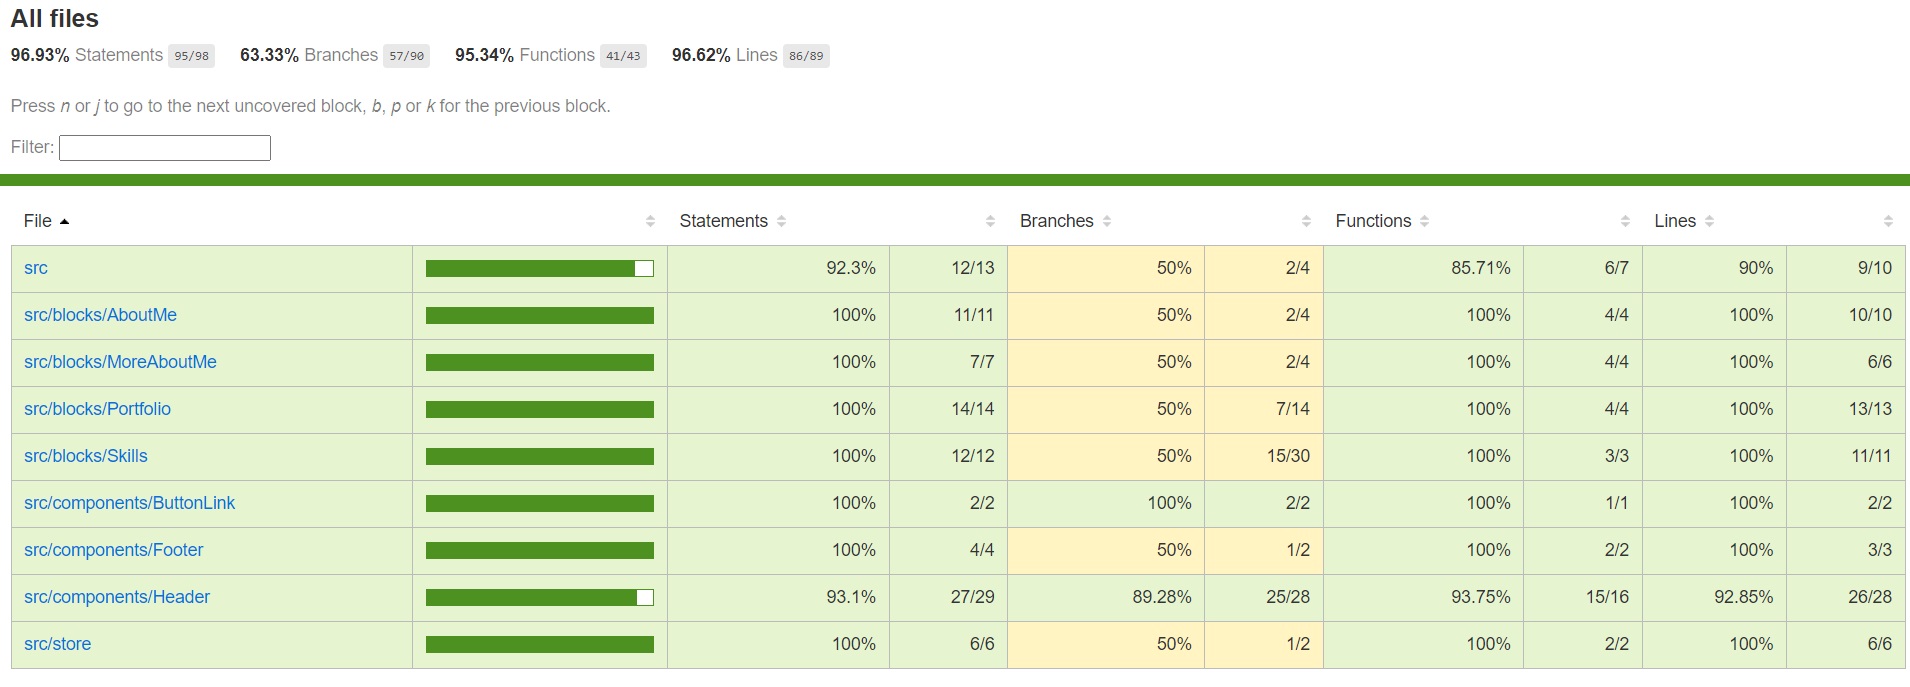 All files
96.93% Statements 95/98 63.33% Branches 57/90 95.34% Functions 41/43 96.62% Lines 86/89
Press n or j to go to the next uncovered block, b, p or k for the previous block.
Filter:
File Statements Branches Functions Lines
src 92.3% 12/13 50% 2/4 85.71% 6/7 90% 9/10
src/blocks/AboutMe 100% 11/11 50% 2/4 100% 4/4 100% 10/10
src/blocks/MoreAboutMe 100% 7/7 50% 2/4 100% 4/4 100% 6/6
src/blocks/Portfolio 100% 14/14 50% 7/14 100% 4/4 100% 13/13
src/blocks/Skills 100% 12/12 50% 15/30 100% 3/3 100% 11/11
src/components/ButtonLink 100% 2/2 100% 2/2 100% 1/1 100% 2/2
src/components/Footer 100% 4/4 50% 1/2 100% 2/2 100% 3/3
src/components/Header 93.1% 27/29 89.28% 25/28 93.75% 15/16 92.85% 26/28
src/store 100% 6/6 50% 1/2 100% 2/2 100% 6/6